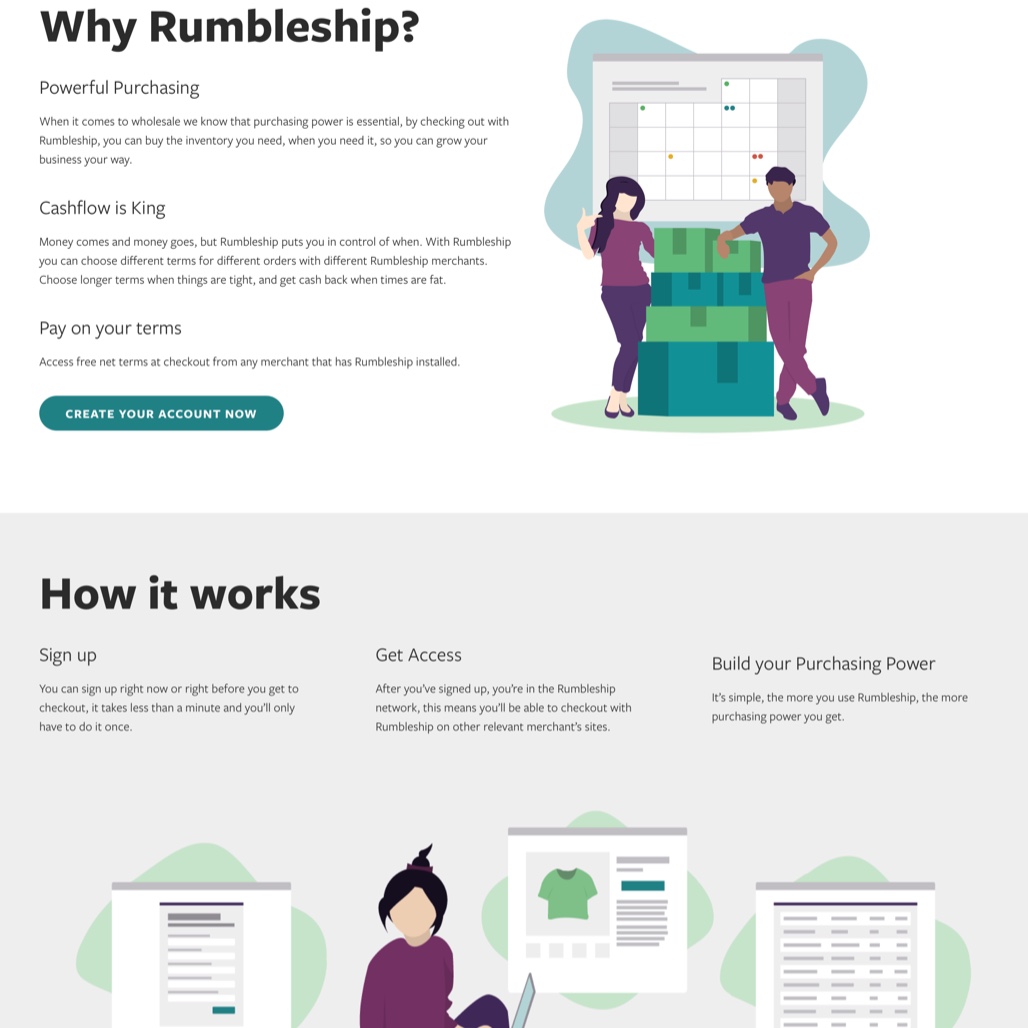 Why Rumbleship?
Powerful Purchasing
When it comes to wholesale we know that purchasing power is essential, by checking out with
Rumbleship, you can buy the inventory you need, when you need it, so you can grow your
business your way.
Cashflow is King
Money comes and money goes, but Rumbleship puts you in control of when. With Rumbleship
you can choose different terms for different orders with different Rumbleship merchants.
Choose longer terms when things are tight, and get cash back when times are fat.
Pay on your terms
Access free net terms at checkout from any merchant that has Rumbleship installed.
CREATE YOUR ACCOUNT NOW
How it works
Sign up
You can sign up right now or right before you get to
checkout, it takes less than a minute and you'll only
have to do it once.
Get Access
After you've signed up, you're in the Rumbleship
network, this means you'll be able to checkout with
Rumbleship on other relevant merchant's sites.
Build your Purchasing Power
It's simple, the more you use Rumbleship, the more
purchasing power you get.